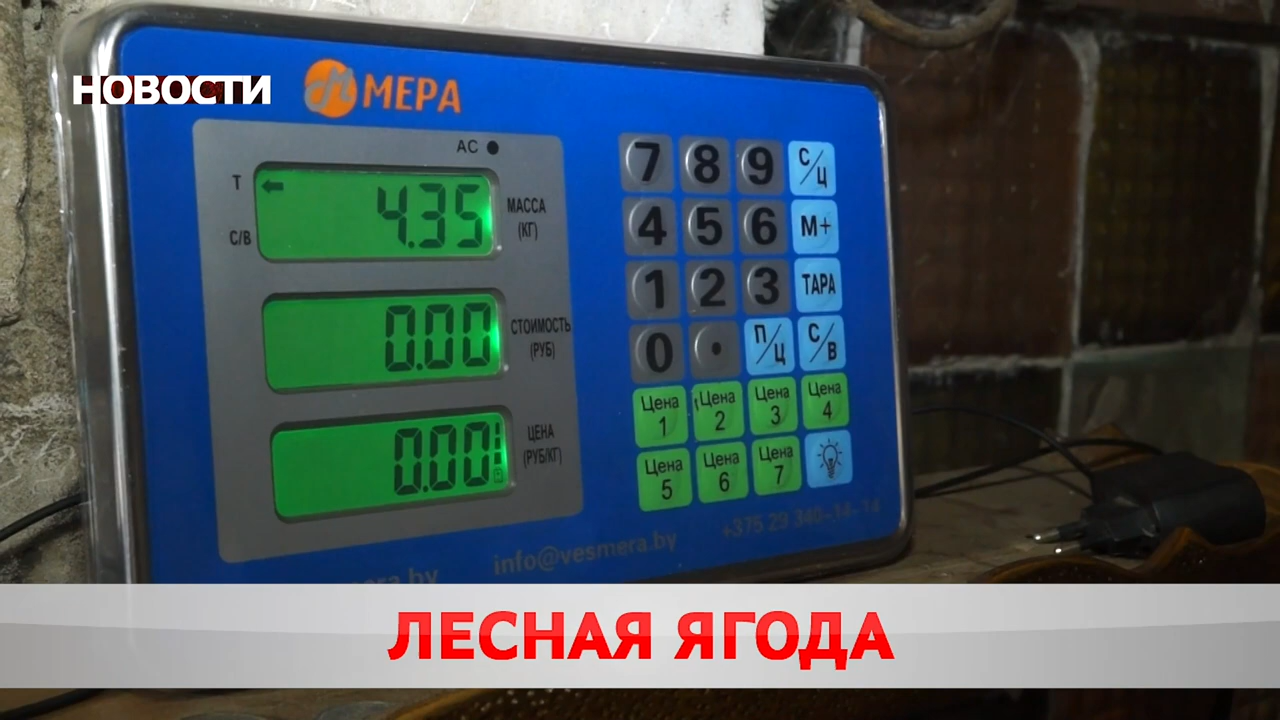 НОВОСТИ
МЕРА
АС
Т
С/В
4.35
МАССА
(КГ)
0.00
СТОИМОСТЬ
(РУБ)
0.00
ЦЕНА
(РУБ/КГ)
7 8 9 С/Ц
4 5 6 М+
1 2 3 ТАРА
0 . П/Ц С/В
Цена 1 Цена 2 Цена 3 Цена 4
Цена 5 Цена 6 Цена 7
info@vesmera.by
+375 29 340-14-14
ЛЕСНАЯ ЯГОДА